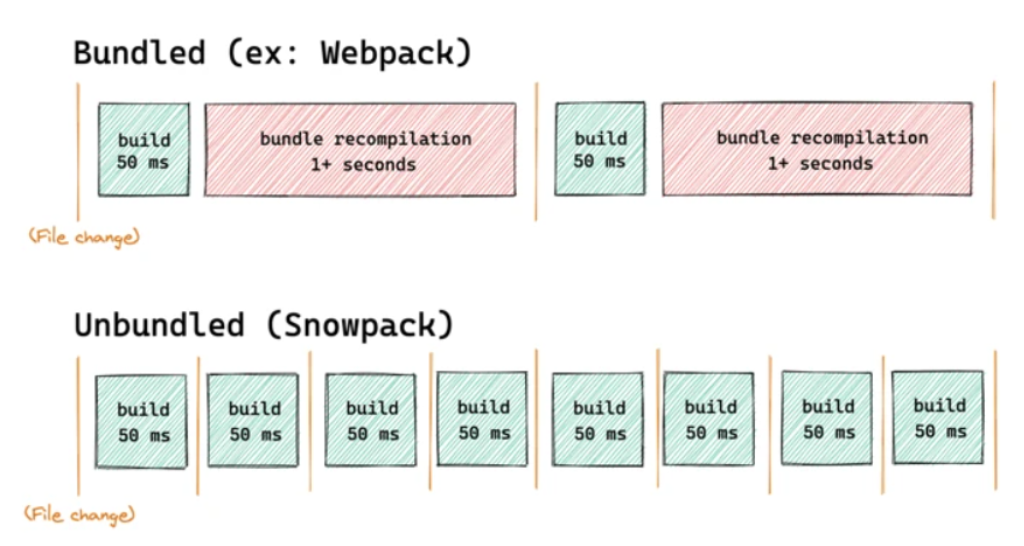 Bundled (ex: Webpack)
build
50 ms
bundle recompilation
1+ seconds
build
50 ms
bundle recompilation
1+ seconds
(File change)
Unbundled (Snowpack)
build
50 ms
build
50 ms
build
50 ms
build
50 ms
build
50 ms
build
50 ms
build
50 ms
build
50 ms
(File change)